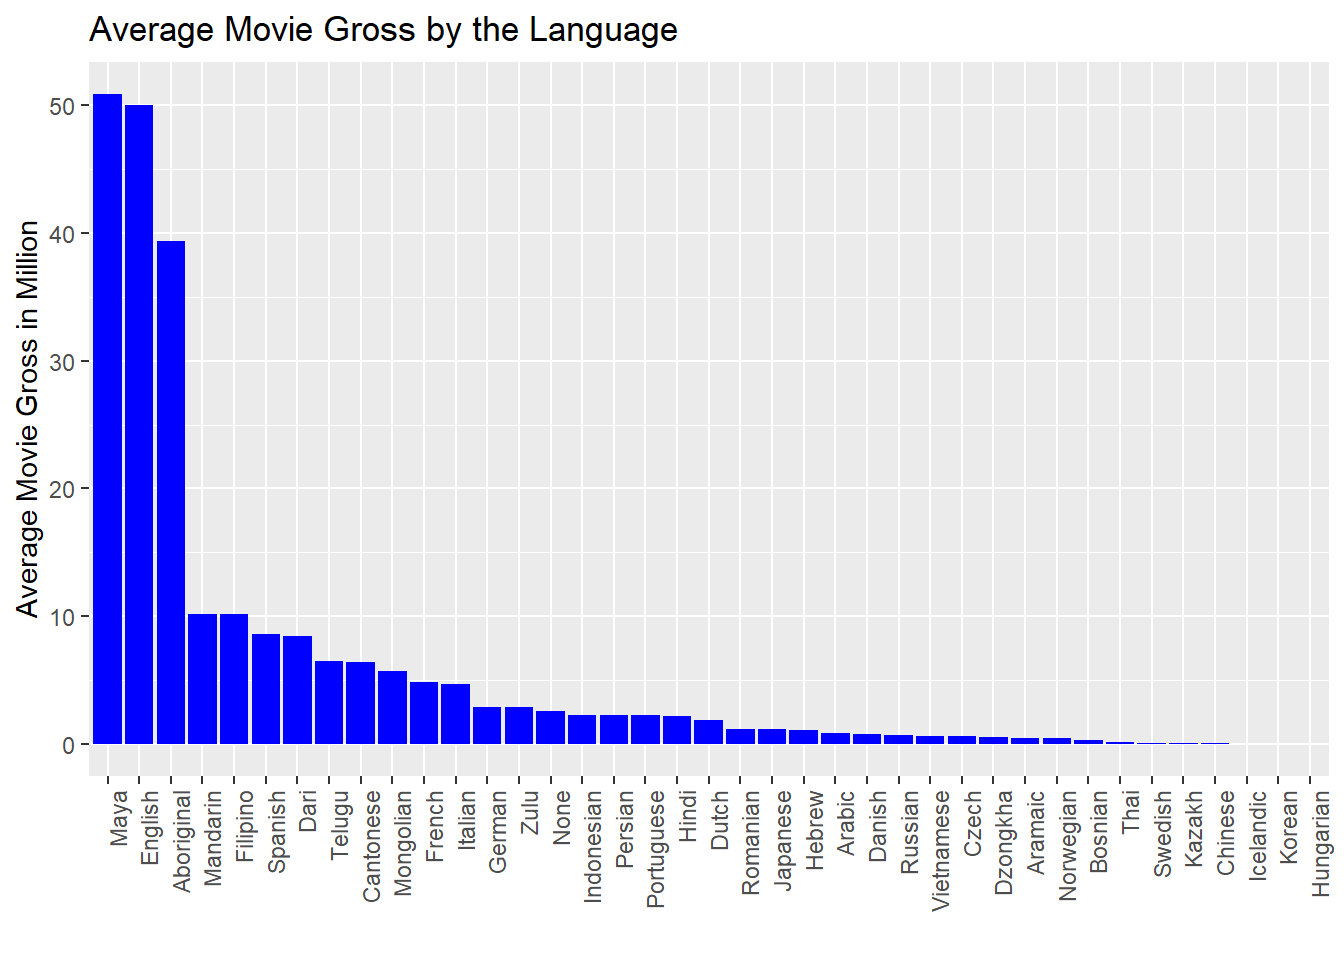 Average Movie Gross by the Language
Average Movie Gross in Million
50
40
30
20
10
0
Maya
English
Aboriginal
Mandarin
Filipino
Spanish
Dari
Telugu
Cantonese
Mongolian
French
Italian
German
Zulu
None
Indonesian
Persian
Portuguese
Hindi
Dutch
Romanian
Japanese
Hebrew
Arabic
Danish
Russian
Vietnamese
Czech
Dzongkha
Aramaic
Norwegian
Bosnian
Thai
Swedish
Kazakh
Chinese
Icelandic
Korean
Hungarian